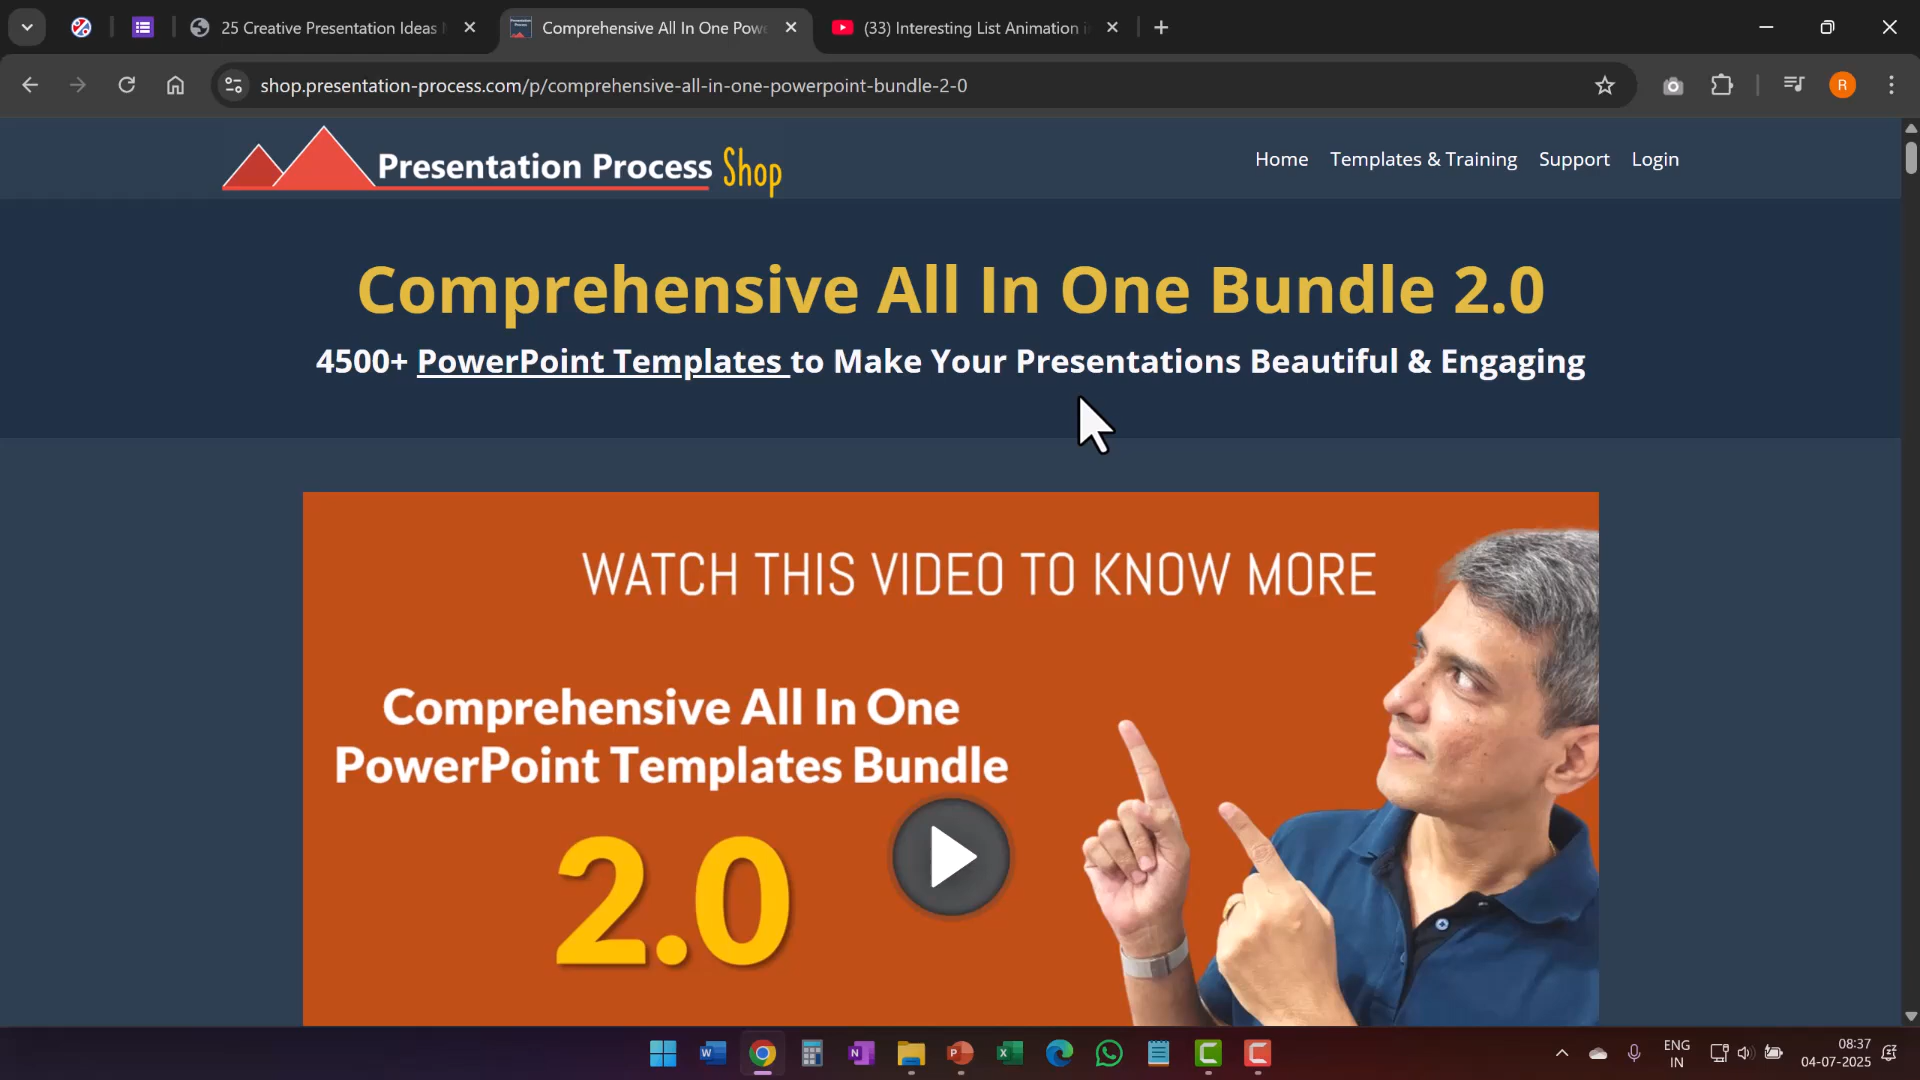 25 Creative Presentation Ideas
Comprehensive All In One Pow
(33) Interesting List Animation i
shop.presentation-process.com/p/comprehensive-all-in-one-powerpoint-bundle-2-0
R
Presentation Process Shop
Home Templates & Training Support Login
Comprehensive All In One Bundle 2.0
4500+ PowerPoint Templates to Make Your Presentations Beautiful & Engaging
WATCH THIS VIDEO TO KNOW MORE
Comprehensive All In One
PowerPoint Templates Bundle
2.0
ENG
IN
08:37
04-07-2025